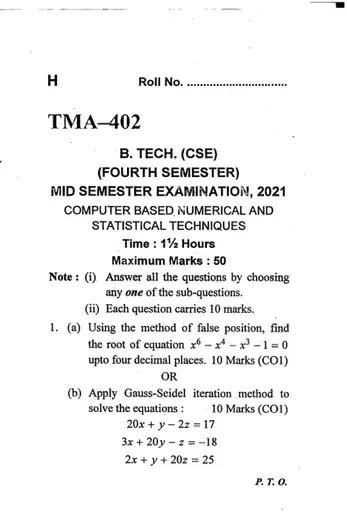 H Roll No. ...............................
TMA–402
B. TECH. (CSE)
(FOURTH SEMESTER)
MID SEMESTER EXAMINATION, 2021
COMPUTER BASED NUMERICAL AND
STATISTICAL TECHNIQUES
Time : 1½ Hours
Maximum Marks : 50
Note : (i) Answer all the questions by choosing
any one of the sub-questions.
(ii) Each question carries 10 marks.
1. (a) Using the method of false position, find
the root of equation x⁶ − x⁴ − x³ − 1 = 0
upto four decimal places. 10 Marks (CO1)
OR
(b) Apply Gauss-Seidel iteration method to
solve the equations : 10 Marks (CO1)
20x + y − 2z = 17
3x + 20y − z = −18
2x + y + 20z = 25
P. T. O.